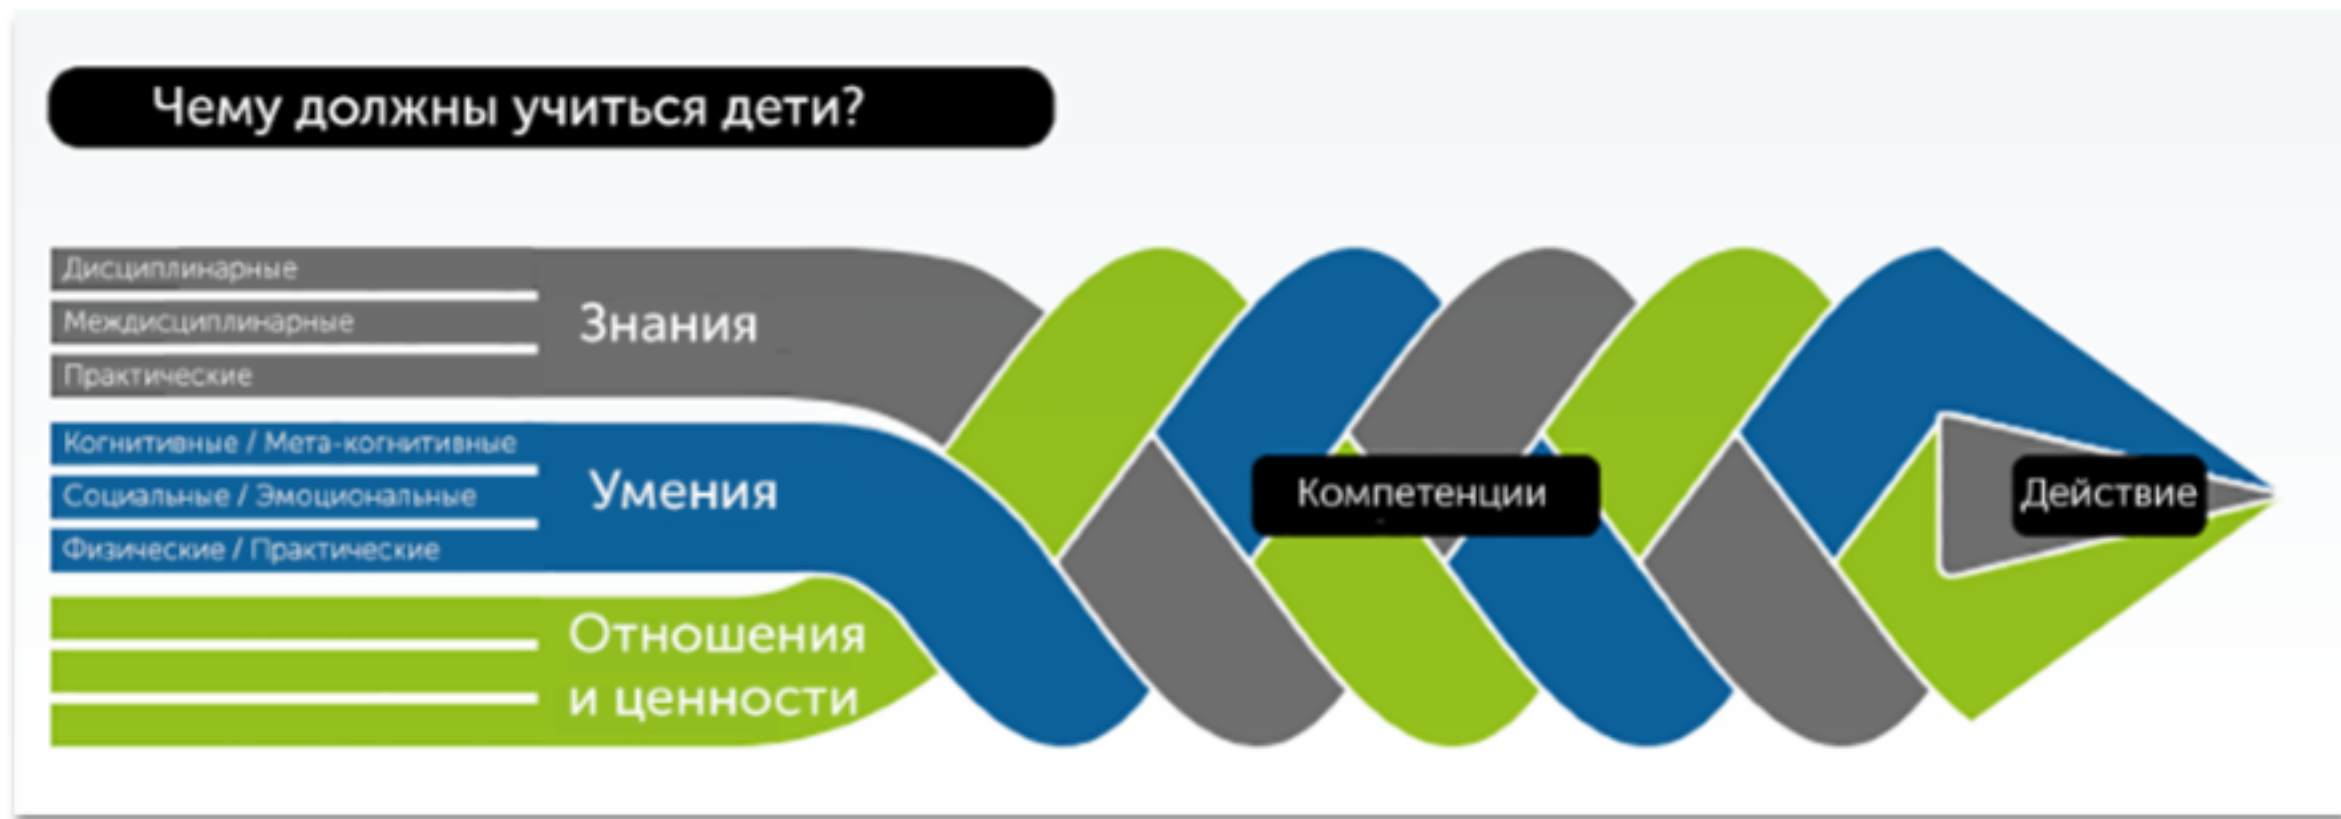 Чему должны учиться дети?
Дисциплинарные
Междисциплинарные
Практические
Знания
Когнитивные / Мета-когнитивные
Социальные / Эмоциональные
Физические / Практические
Умения
Отношения
и ценности
Компетенции
Действие